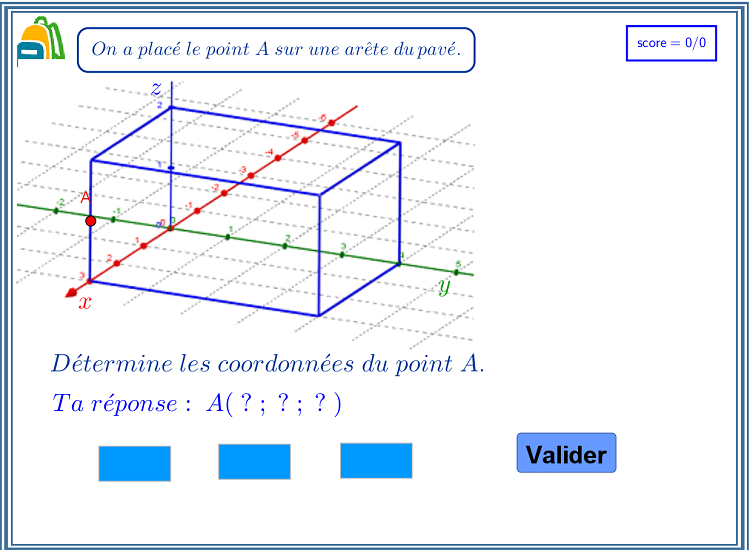 On a placé le point A sur une arête du pavé.
score = 0/0
z
2
1
0
A
-6
-5
-4
-3
-2
-1
0
1
2
3
x
-2
-1
0
1
2
3
4
5
y
Détermine les coordonnées du point A.
Ta réponse : A( ? ; ? ; ? )
Valider